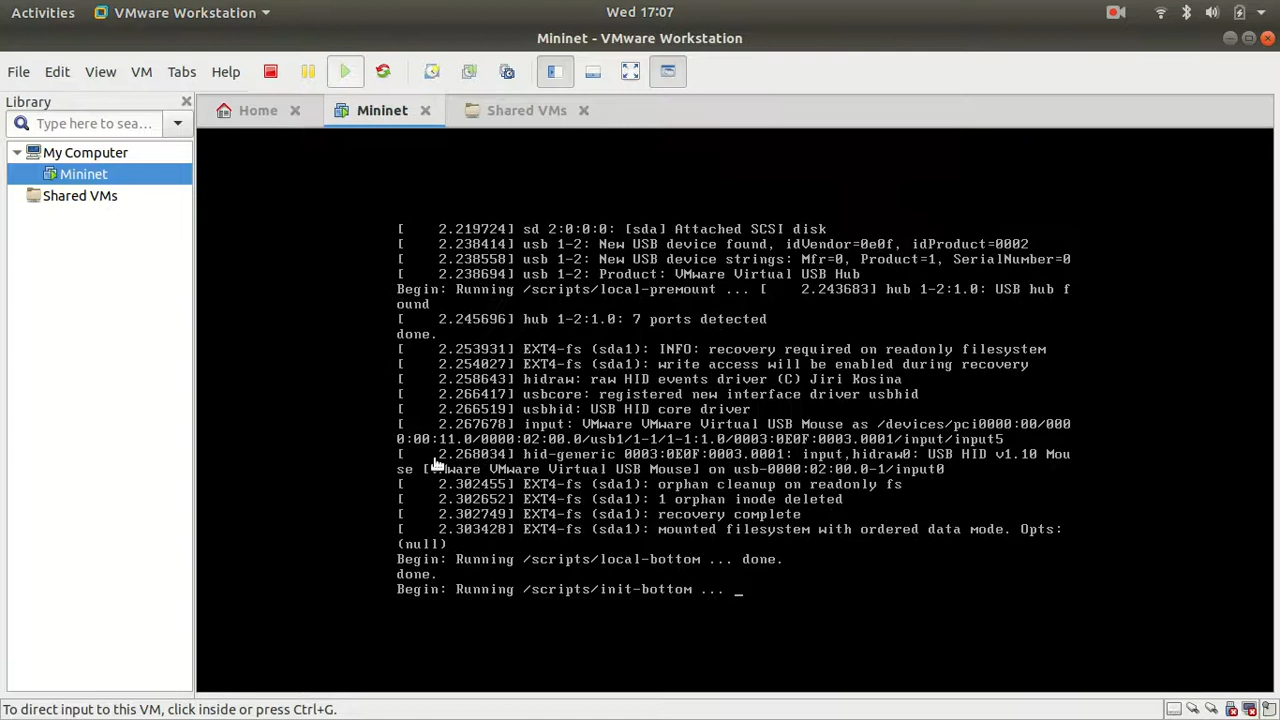 Activities
VMware Workstation
Wed 17:07
Mininet - VMware Workstation
File Edit View VM Tabs Help
Library
Type here to sea...
My Computer
Mininet
Shared VMs
Home
Mininet
Shared VMs
[    2.219724] sd 2:0:0:0: [sda] Attached SCSI disk
[    2.238414] usb 1-2: New USB device found, idVendor=0e0f, idProduct=0002
[    2.238558] usb 1-2: New USB device strings: Mfr=0, Product=1, SerialNumber=0
[    2.238694] usb 1-2: Product: VMware Virtual USB Hub
Begin: Running /scripts/local-premount ... [    2.243683] hub 1-2:1.0: USB hub f
ound
[    2.245696] hub 1-2:1.0: 7 ports detected
done.
[    2.253931] EXT4-fs (sda1): INFO: recovery required on readonly filesystem
[    2.254027] EXT4-fs (sda1): write access will be enabled during recovery
[    2.258643] hidraw: raw HID events driver (C) Jiri Kosina
[    2.266417] usbcore: registered new interface driver usbhid
[    2.266519] usbhid: USB HID core driver
[    2.267678] input: VMware VMware Virtual USB Mouse as /devices/pci0000:00/000
0:00:11.0/0000:02:00.0/usb1/1-1/1-1:1.0/0003:0E0F:0003.0001/input/input5
[    2.268034] hid-generic 0003:0E0F:0003.0001: input,hidraw0: USB HID v1.10 Mou
se [VMware VMware Virtual USB Mouse] on usb-0000:02:00.0-1/input0
[    2.302455] EXT4-fs (sda1): orphan cleanup on readonly fs
[    2.302652] EXT4-fs (sda1): 1 orphan inode deleted
[    2.302749] EXT4-fs (sda1): recovery complete
[    2.303428] EXT4-fs (sda1): mounted filesystem with ordered data mode. Opts:
(null)
Begin: Running /scripts/local-bottom ... done.
done.
Begin: Running /scripts/init-bottom ... _
To direct input to this VM, click inside or press Ctrl+G.